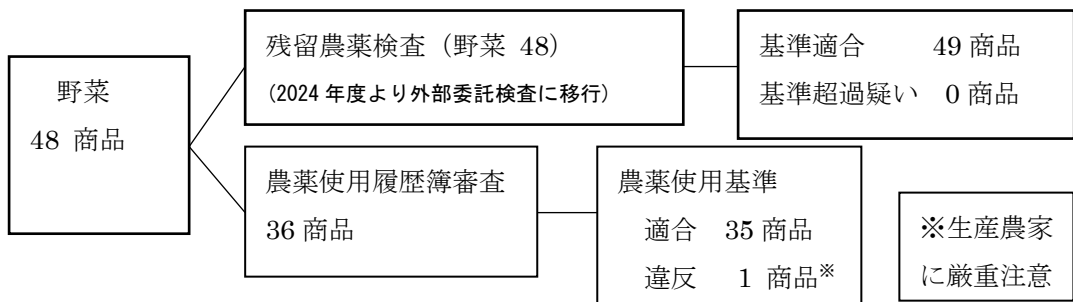 野菜
48 商品
残留農薬検査（野菜 48）
(2024 年度より外部委託検査に移行)
基準適合 49 商品
基準超過疑い 0 商品
農薬使用履歴簿審査
36 商品
農薬使用基準
適合 35 商品
違反 1 商品※
※生産農家
に厳重注意